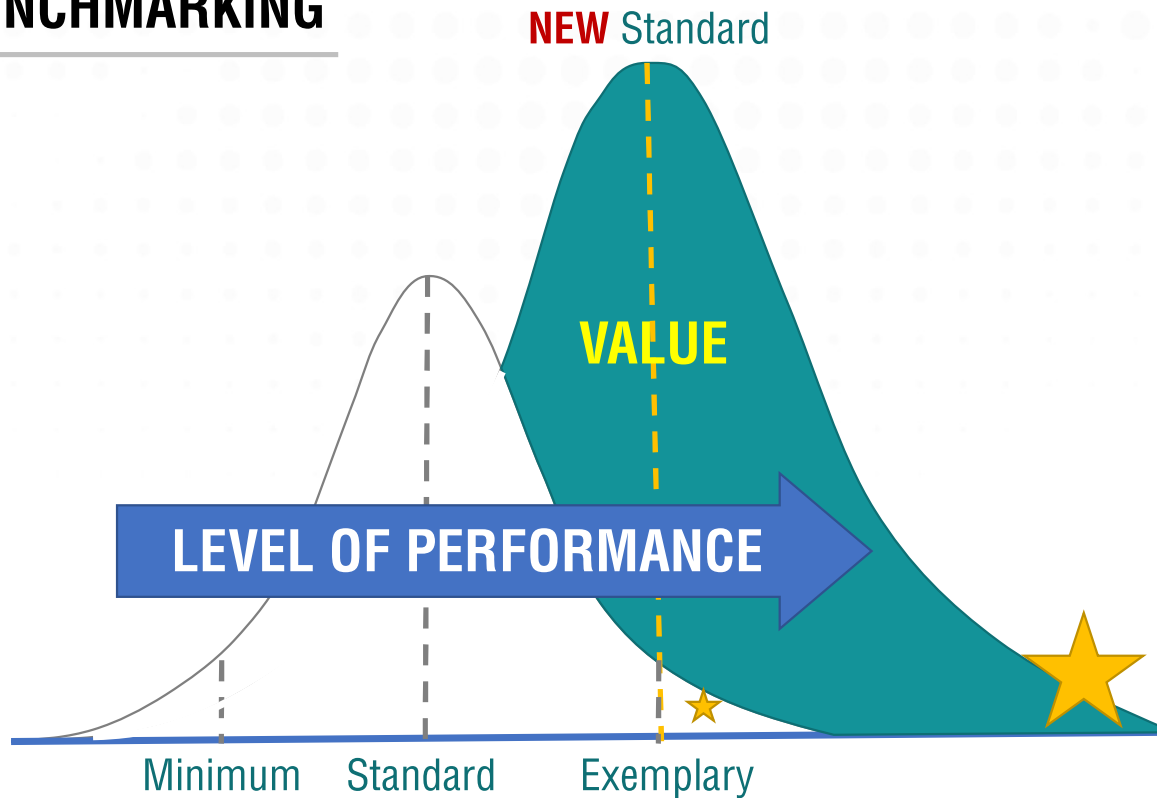 NCHMARKING
NEW Standard
VALUE
LEVEL OF PERFORMANCE
Minimum Standard Exemplary